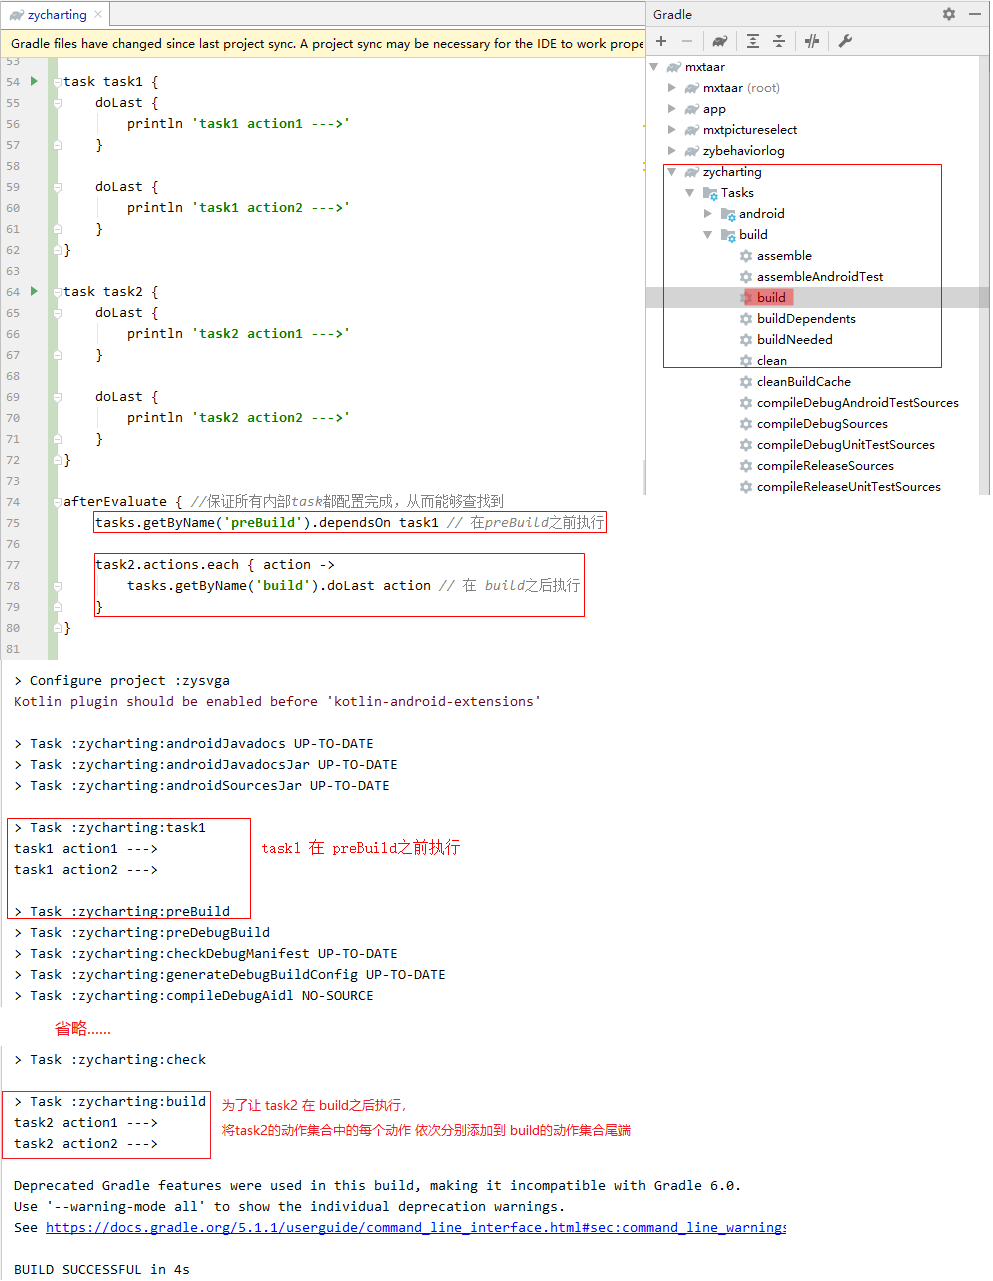 zycharting
Gradle files have changed since last project sync. A project sync may be necessary for the IDE to work prope
53
54 task task1 {
55 doLast {
56 println 'task1 action1 --->'
57 }
58
59 doLast {
60 println 'task1 action2 --->'
61 }
62 }
63
64 task task2 {
65 doLast {
66 println 'task2 action1 --->'
67 }
68
69 doLast {
70 println 'task2 action2 --->'
71 }
72 }
73
74 afterEvaluate { //保证所有内部task都配置完成，从而能够查找到
75 tasks.getByName('preBuild').dependsOn task1 // 在preBuild之前执行
76
77 task2.actions.each { action ->
78 tasks.getByName('build').doLast action // 在 build之后执行
79 }
80 }
81
Gradle
mxtaar
mxtaar (root)
app
mxtpictureselect
zybehaviorlog
zycharting
Tasks
android
build
assemble
assembleAndroidTest
build
buildDependents
buildNeeded
clean
cleanBuildCache
compileDebugAndroidTestSources
compileDebugSources
compileDebugUnitTestSources
compileReleaseSources
compileReleaseUnitTestSources
> Configure project :zysvga
Kotlin plugin should be enabled before 'kotlin-android-extensions'
> Task :zycharting:androidJavadocs UP-TO-DATE
> Task :zycharting:androidJavadocsJar UP-TO-DATE
> Task :zycharting:androidSourcesJar UP-TO-DATE
> Task :zycharting:task1
task1 action1 --->
task1 在 preBuild之前执行
task1 action2 --->
> Task :zycharting:preBuild
> Task :zycharting:preDebugBuild
> Task :zycharting:checkDebugManifest UP-TO-DATE
> Task :zycharting:generateDebugBuildConfig UP-TO-DATE
> Task :zycharting:compileDebugAidl NO-SOURCE
省略......
> Task :zycharting:check
> Task :zycharting:build
task2 action1 --->
task2 action2 --->
为了让 task2 在 build之后执行，
将task2的动作集合中的每个动作 依次分别添加到 build的动作集合尾端
Deprecated Gradle features were used in this build, making it incompatible with Gradle 6.0.
Use '--warning-mode all' to show the individual deprecation warnings.
See https://docs.gradle.org/5.1.1/userguide/command_line_interface.html#sec:command_line_warnings
BUILD SUCCESSFUL in 4s